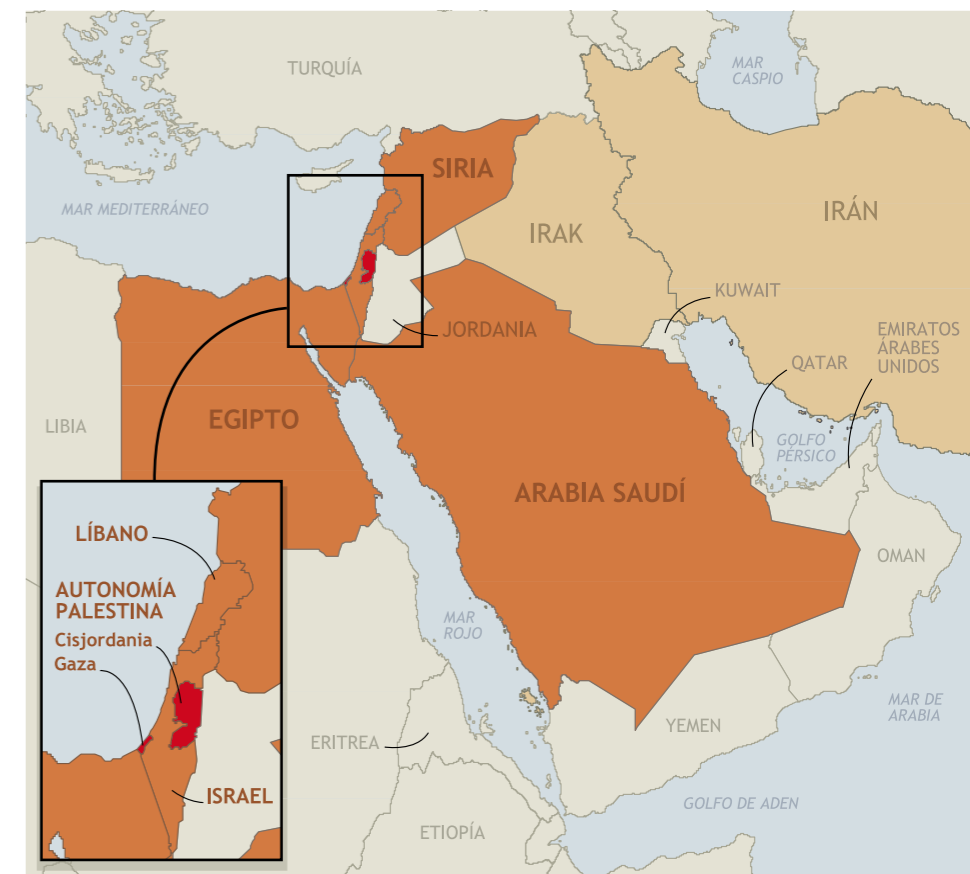 TURQUÍA
MAR
CASPIO
SIRIA
MAR MEDITERRÁNEO
IRAK
IRÁN
KUWAIT
JORDANIA
EMIRATOS
ÁRABES
UNIDOS
QATAR
LIBIA
EGIPTO
GOLFO
PÉRSICO
ARABIA SAUDÍ
LÍBANO
OMAN
AUTONOMÍA
PALESTINA
Cisjordania
Gaza
MAR
ROJO
MAR DE
ARABIA
YEMEN
ERITREA
ISRAEL
GOLFO DE ADEN
ETIOPÍA